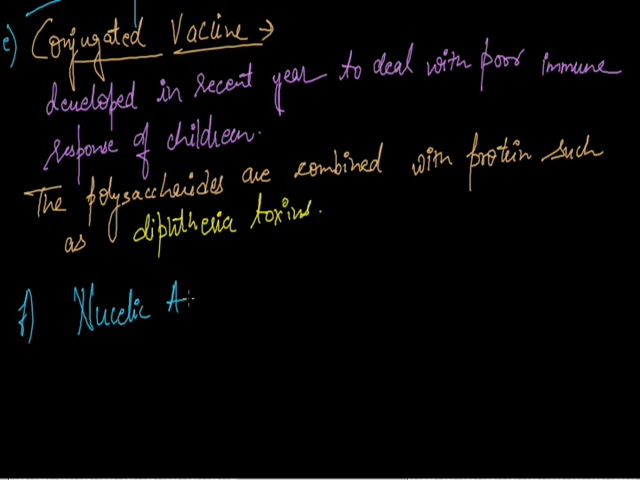 e) Conjugated Vaccine →
developed in recent year to deal with poor immune
response of children.
The polysaccharides are combined with protein such
as diphtheria toxins.
f) Nucelic A